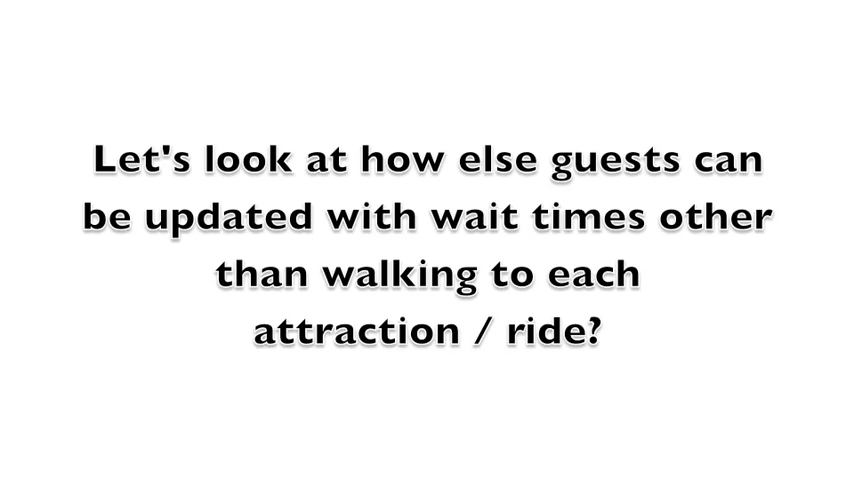 Let's look at how else guests can
be updated with wait times other
than walking to each
attraction / ride?